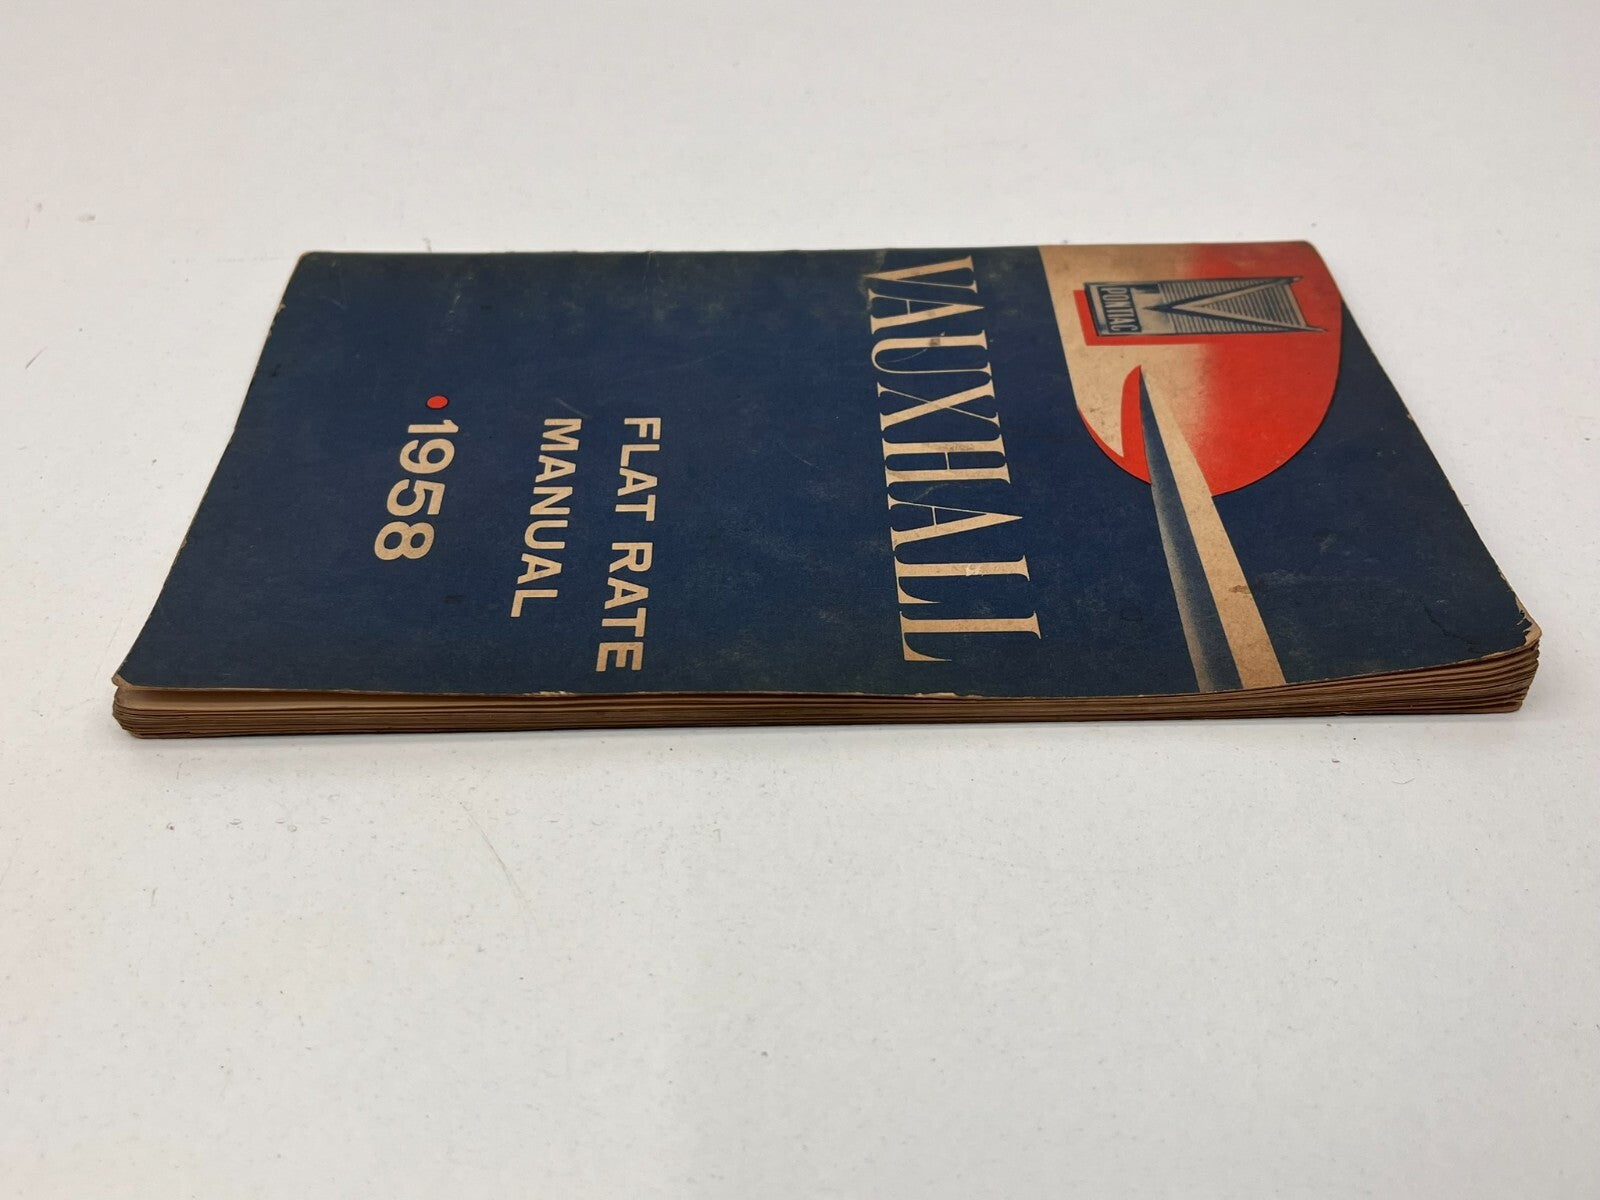 PONTIAC
VAUXHALL
FLAT RATE
MANUAL
1958